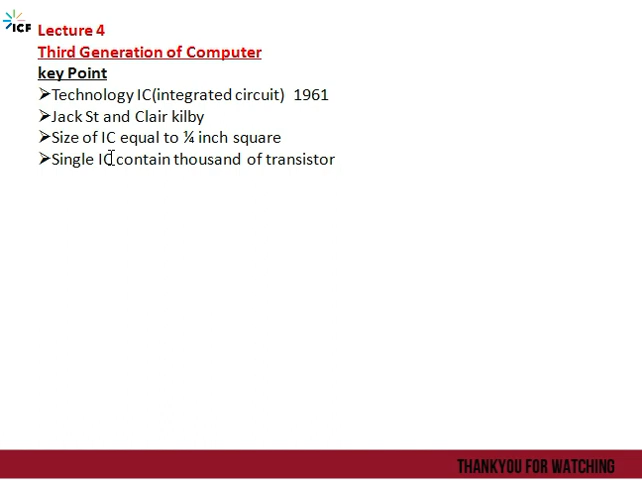 ICF
Lecture 4
Third Generation of Computer
key Point
➢Technology IC(integrated circuit)  1961
➢Jack St and Clair kilby
➢Size of IC equal to ¼ inch square
➢Single IC contain thousand of transistor
THANKYOU FOR WATCHING